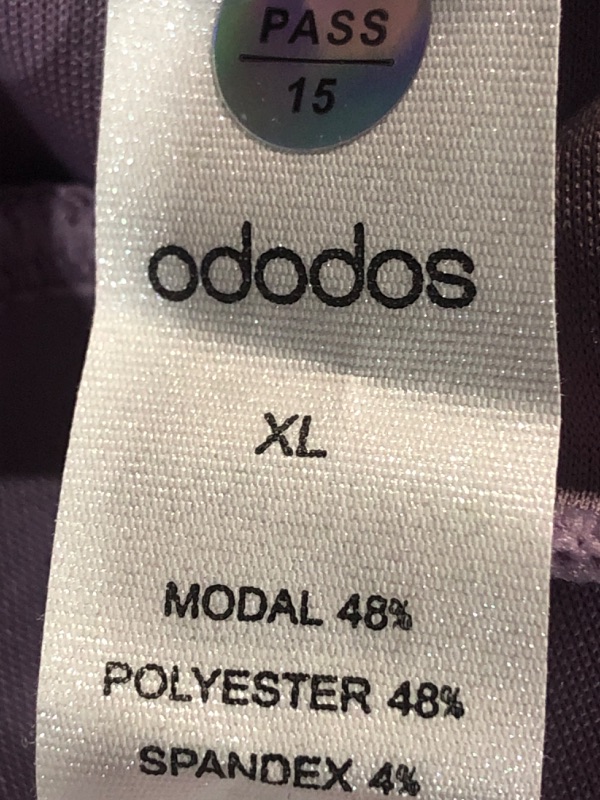 PASS
15
ododos
XL
MODAL 48%
POLYESTER 48%
SPANDEX 4%